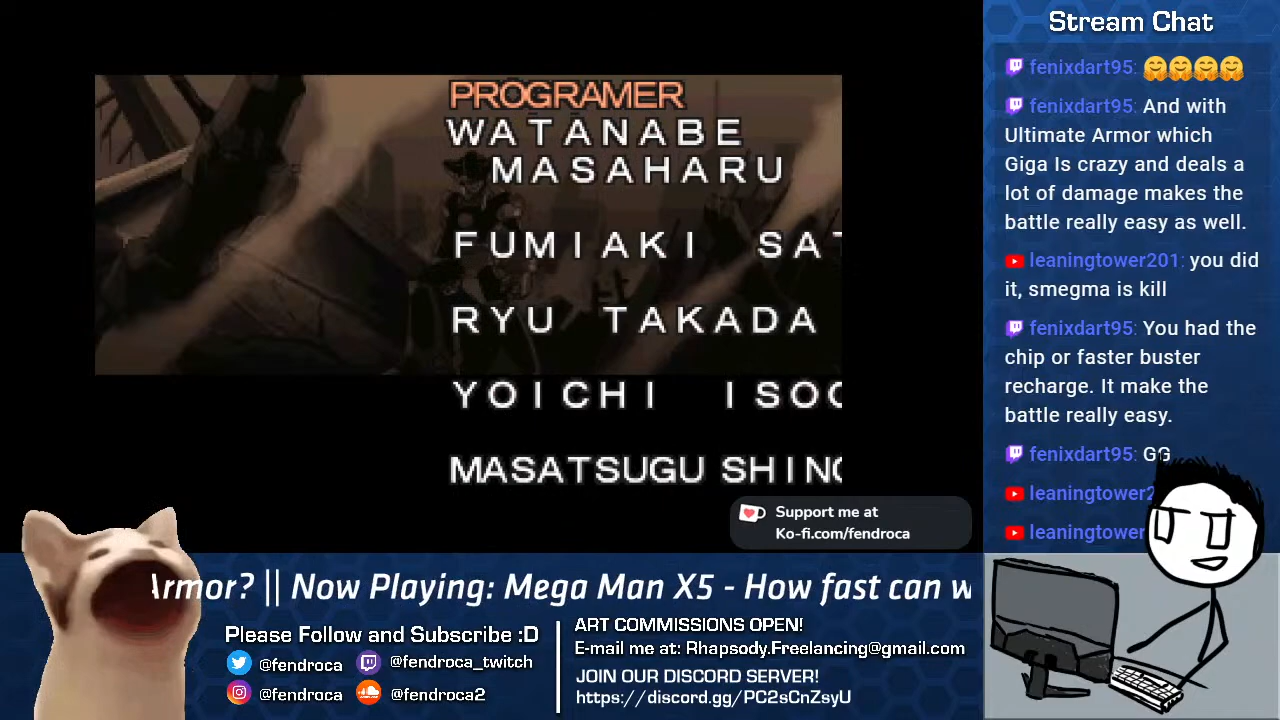 PROGRAMER
WATANABE
MASAHARU
FUMIAKI SAT
RYU TAKADA
YOICHI ISO
MASATSUGU SHIN
Support me at
Ko-fi.com/fendroca
Stream Chat
fenixdart95: 🤗🤗🤗🤗
fenixdart95: And with
Ultimate Armor which
Giga Is crazy and deals a
lot of damage makes the
battle really easy as well.
leaningtower201: you did
it, smegma is kill
fenixdart95: You had the
chip or faster buster
recharge. It make the
battle really easy.
fenixdart95: GG
leaningtower2
leaningtower
Armor? || Now Playing: Mega Man X5 - How fast can w
Please Follow and Subscribe :D
@fendroca @fendroca_twitch
@fendroca @fendroca2
ART COMMISSIONS OPEN!
E-mail me at: Rhapsody.Freelancing@gmail.com
JOIN OUR DISCORD SERVER!
https://discord.gg/PC2sCnZsyU